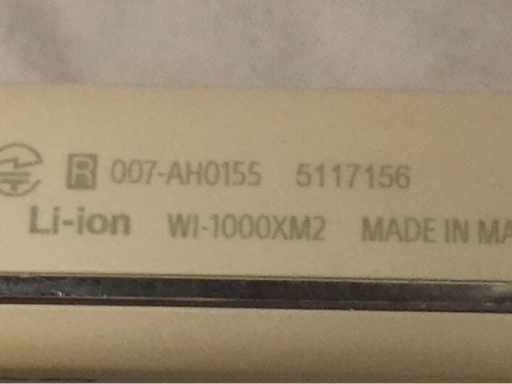 R 007-AH0155 5117156
Li-ion WI-1000XM2 MADE IN MA